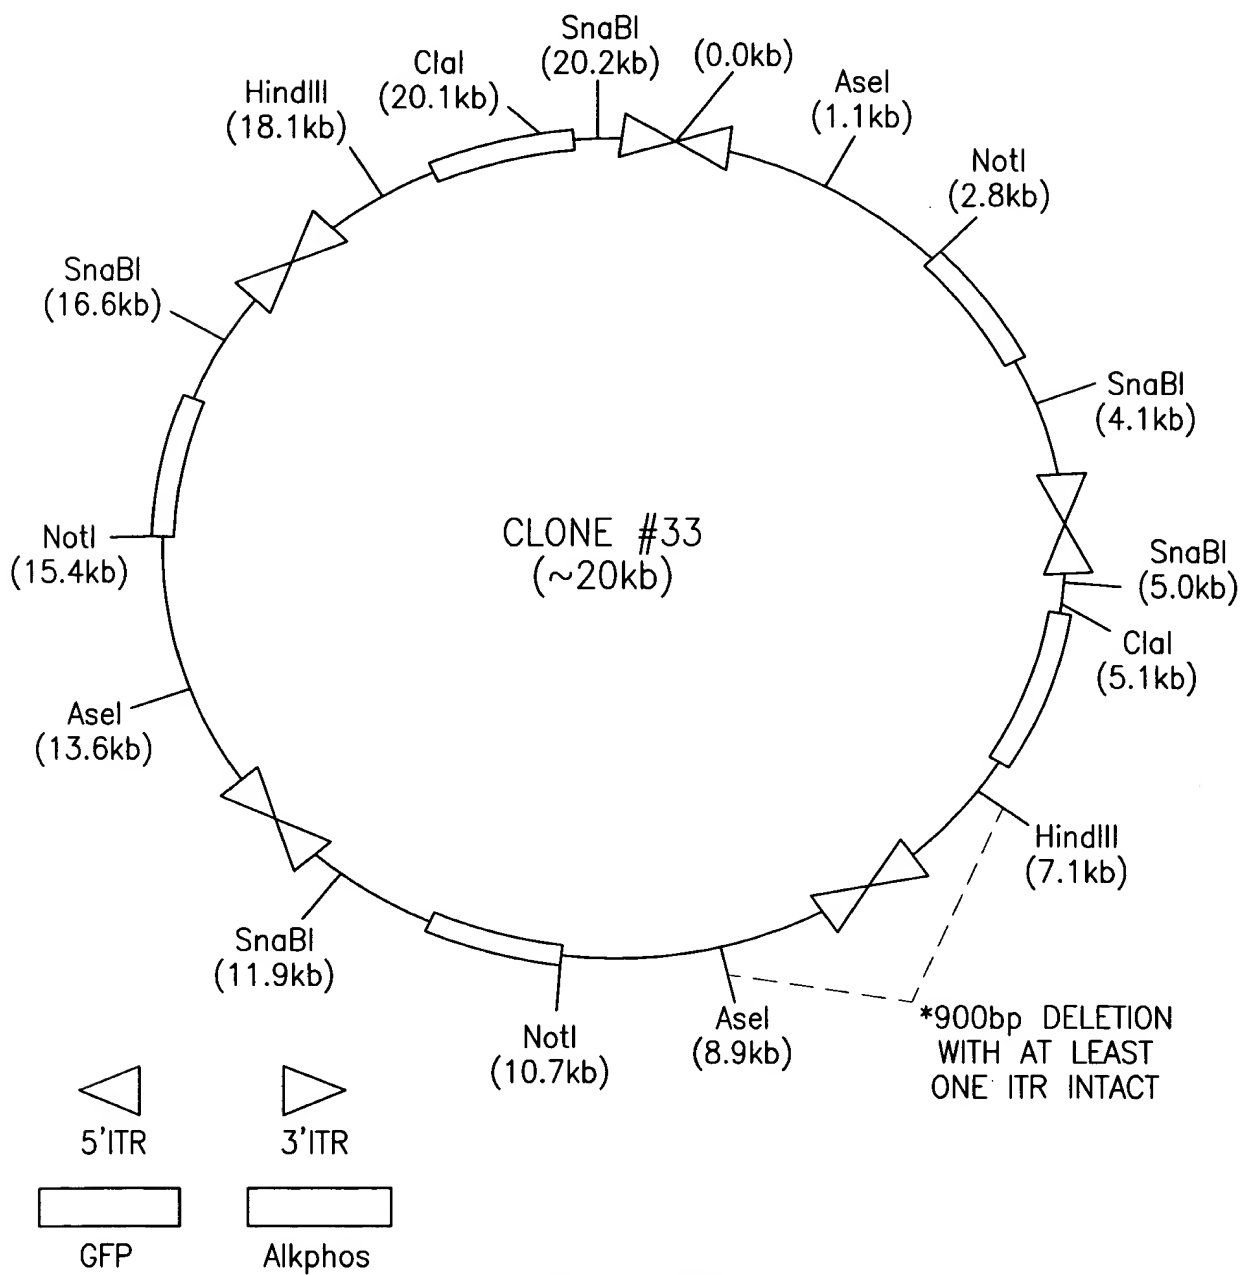 SnaBI
(20.2kb)
(0.0kb)
ClaI
(20.1kb)
AseI
(1.1kb)
HindIII
(18.1kb)
NotI
(2.8kb)
SnaBI
(16.6kb)
SnaBI
(4.1kb)
CLONE #33
(~20kb)
NotI
(15.4kb)
SnaBI
(5.0kb)
ClaI
(5.1kb)
AseI
(13.6kb)
HindIII
(7.1kb)
SnaBI
(11.9kb)
NotI
(10.7kb)
AseI
(8.9kb)
*900bp DELETION
WITH AT LEAST
ONE ITR INTACT
5'ITR
3'ITR
GFP
Alkphos